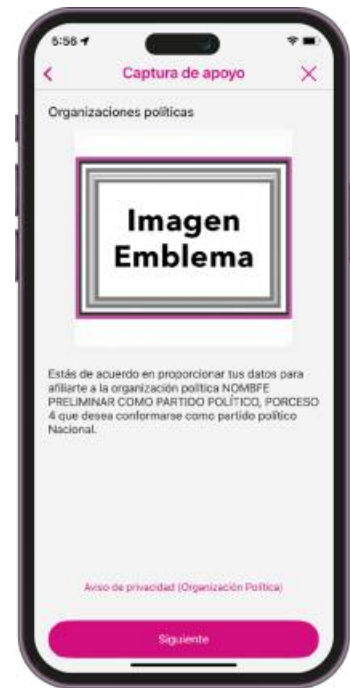 5:56
Captura de apoyo
Organizaciones políticas
Imagen
Emblema
Estás de acuerdo en proporcionar tus datos para
afiliarte a la organización política NOMBFE
PRELIMINAR COMO PARTIDO POLÍTICO, PORCESO
4 que desea conformarse como partido político
Nacional.
Aviso de privacidad (Organización Política)
Siguiente